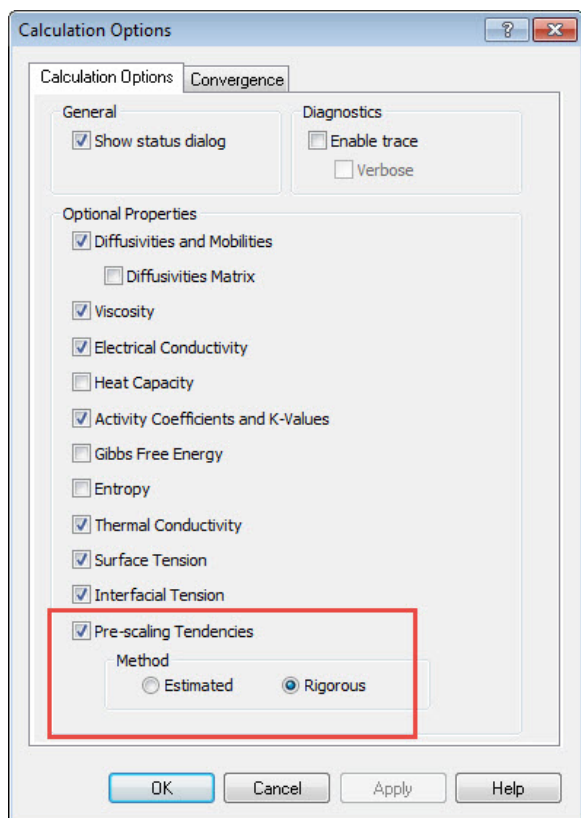 Calculation Options
Calculation Options Convergence
General Diagnostics
Show status dialog Enable trace
Verbose
Optional Properties
Diffusivities and Mobilities
Diffusivities Matrix
Viscosity
Electrical Conductivity
Heat Capacity
Activity Coefficients and K-Values
Gibbs Free Energy
Entropy
Thermal Conductivity
Surface Tension
Interfacial Tension
Pre-scaling Tendencies
Method
Estimated Rigorous
OK Cancel Apply Help